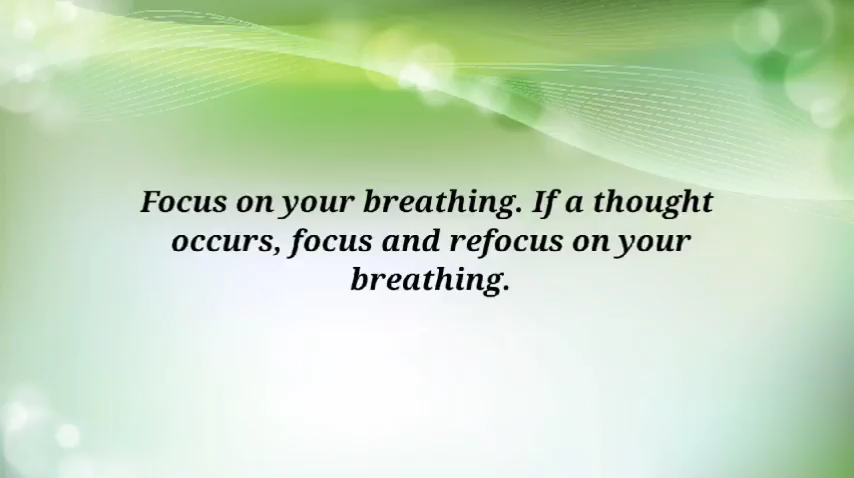 Focus on your breathing. If a thought
occurs, focus and refocus on your
breathing.